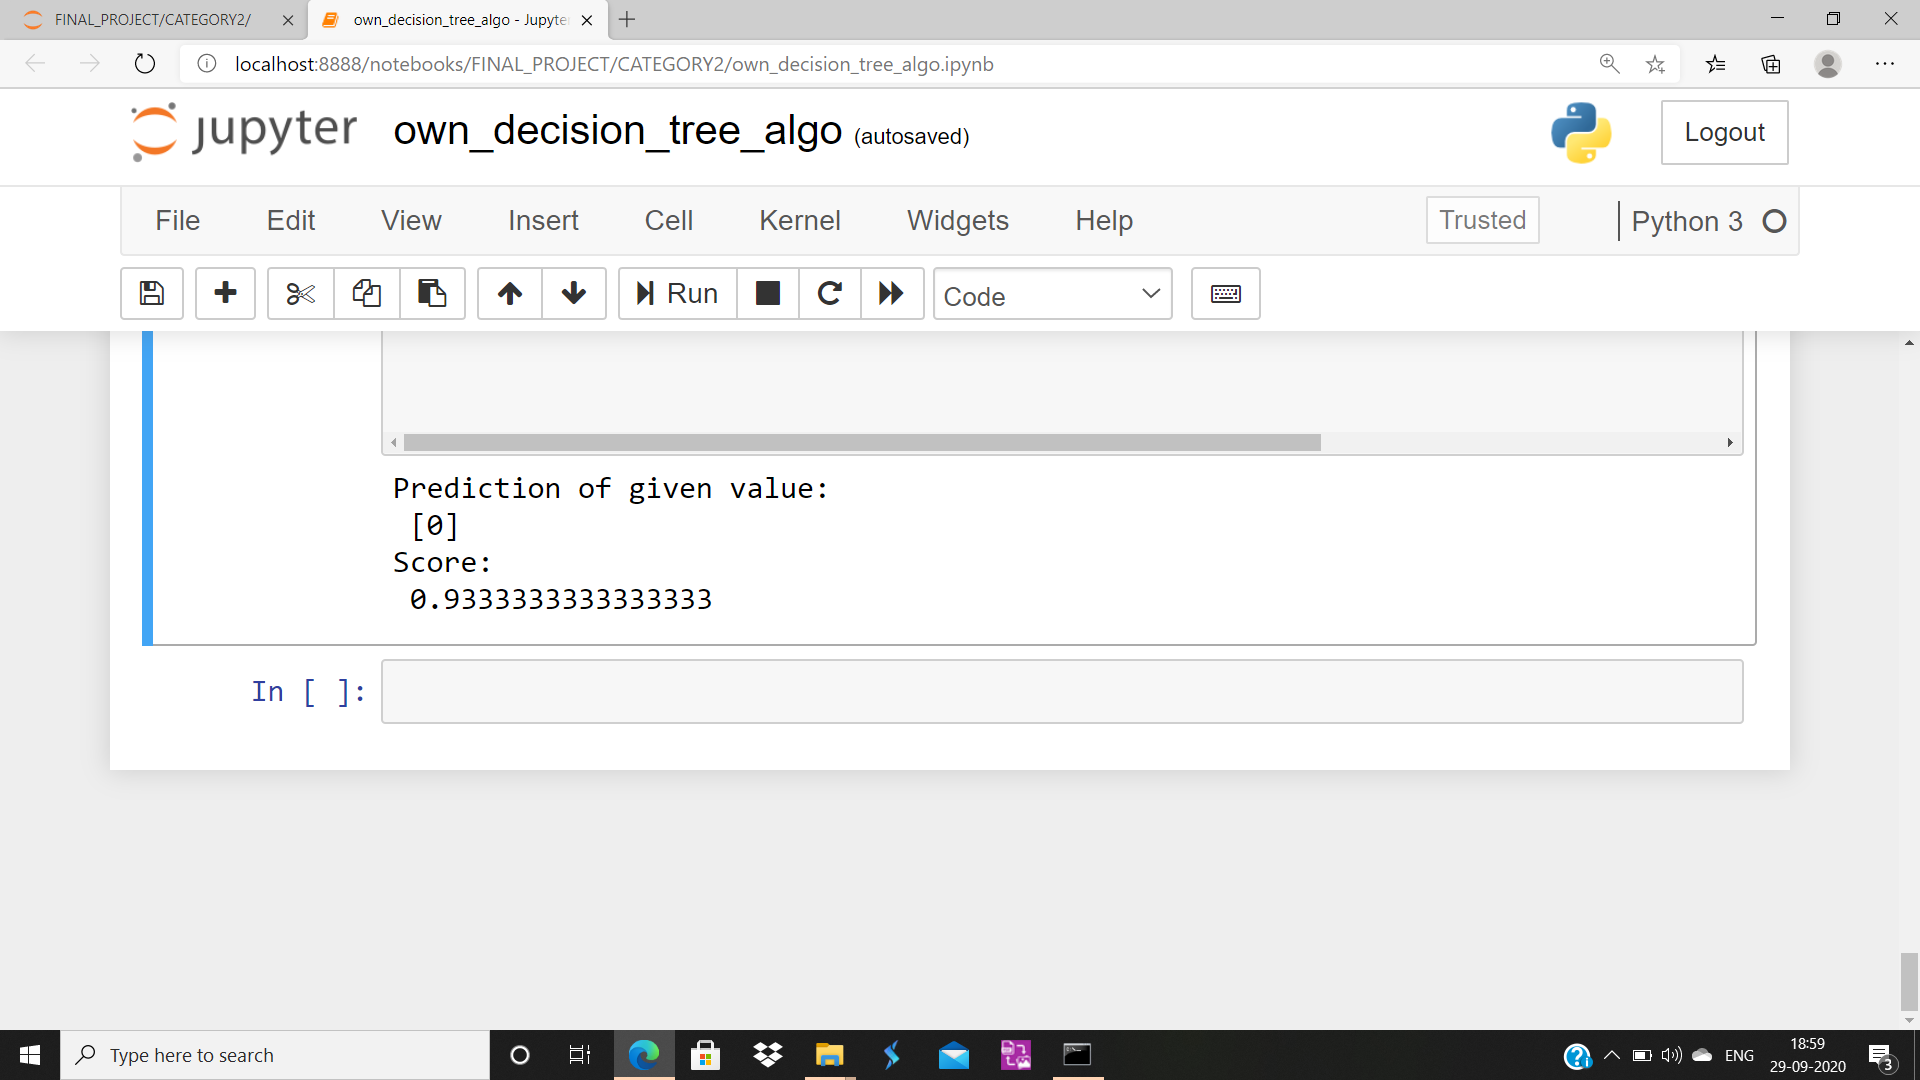 FINAL_PROJECT/CATEGORY2/
own_decision_tree_algo - Jupyte
localhost:8888/notebooks/FINAL_PROJECT/CATEGORY2/own_decision_tree_algo.ipynb
jupyter own_decision_tree_algo (autosaved)
Logout
File Edit View Insert Cell Kernel Widgets Help
Trusted
Python 3
Run
Code
Prediction of given value:
[0]
Score:
0.9333333333333333
In [ ]:
Type here to search
ENG
18:59
29-09-2020
3